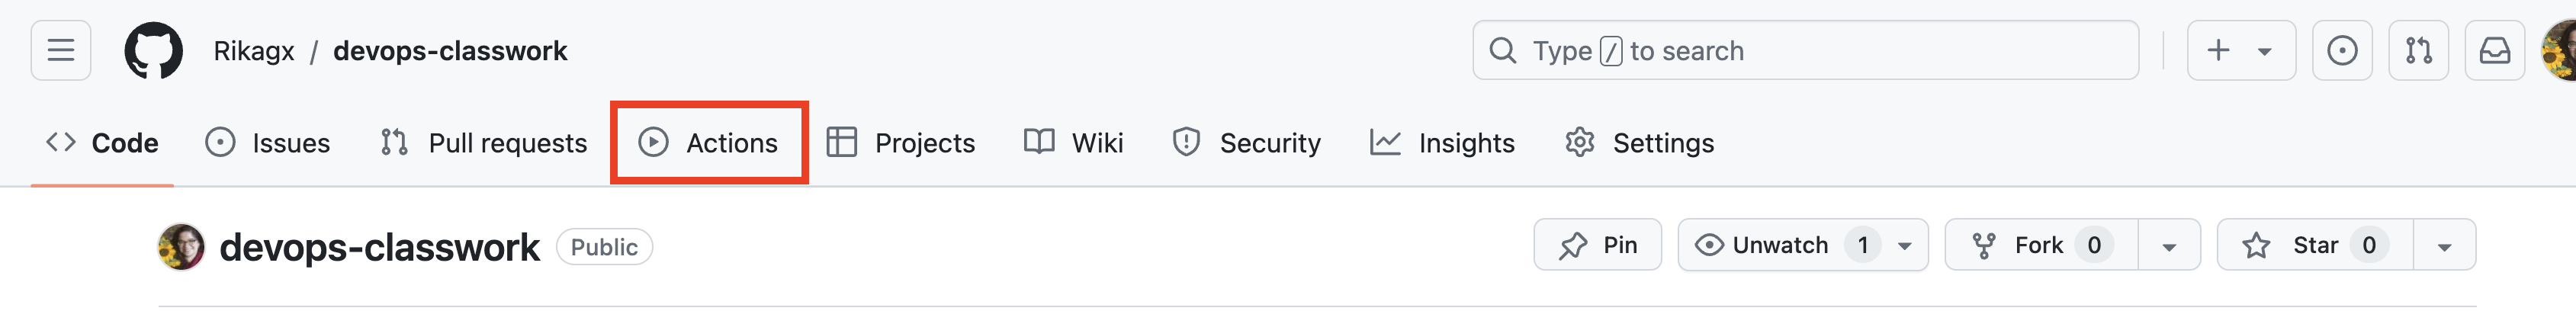 Rikagx / devops-classwork
Type / to search
Code Issues Pull requests Actions Projects Wiki Security Insights Settings
devops-classwork Public
Pin Unwatch 1 Fork 0 Star 0